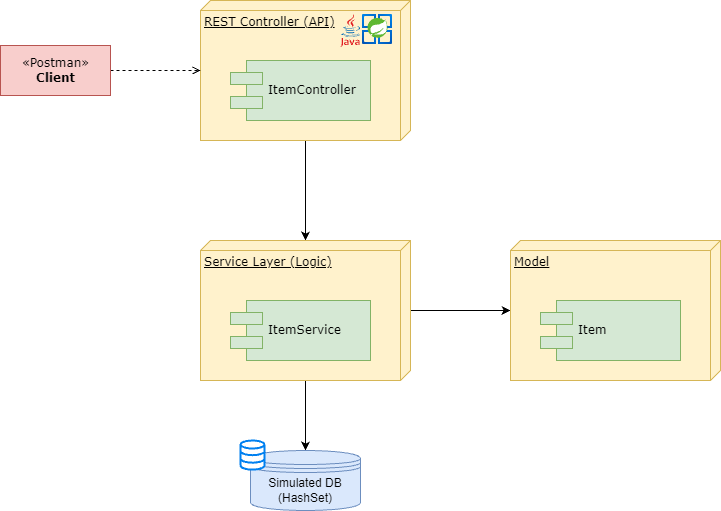 REST Controller (API)
Java
«Postman»
Client
ItemController
Service Layer (Logic)
Model
ItemService
Item
Simulated DB
(HashSet)